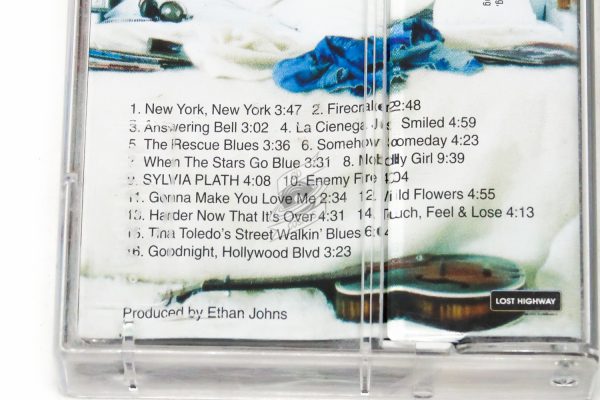 1. New York, New York 3:47 2. Firecracker 2:48
3. Answering Bell 3:02 4. La Cienega Just Smiled 4:59
5. The Rescue Blues 3:36 6. Somehow, Someday 4:23
7. When The Stars Go Blue 3:31 8. Nobody Girl 9:39
9. SYLVIA PLATH 4:08 10. Enemy Fire 4:04
11. Gonna Make You Love Me 2:34 12. Wild Flowers 4:55
13. Harder Now That It's Over 4:31 14. Touch, Feel & Lose 4:13
15. Tina Toledo's Street Walkin' Blues 6:04
16. Goodnight, Hollywood Blvd 3:23
Produced by Ethan Johns
LOST HIGHWAY